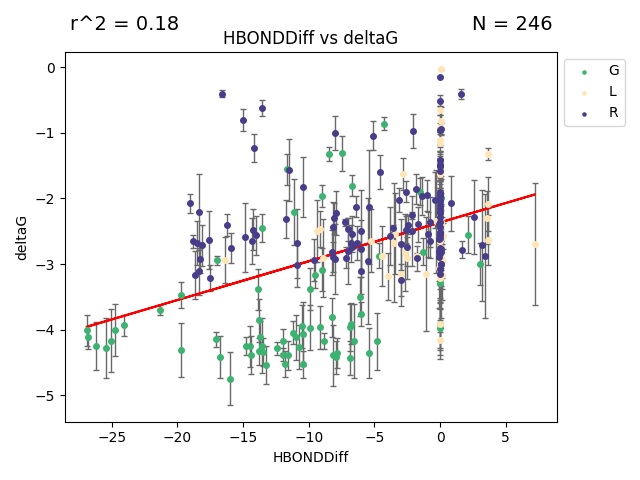 r^2 = 0.18
N = 246
HBONDDiff vs deltaG
G
L
R
deltaG
0
−1
−2
−3
−4
−5
−25
−20
−15
−10
−5
0
5
HBONDDiff